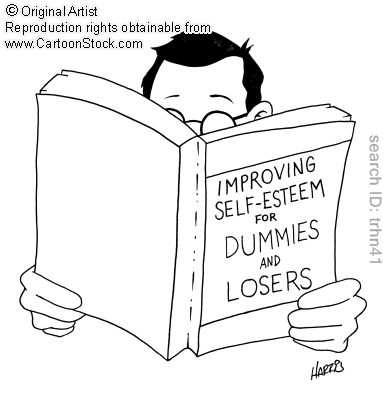 © Original Artist
Reproduction rights obtainable from
www.CartoonStock.com
IMPROVING
SELF-ESTEEM
FOR
DUMMIES
AND
LOSERS
HARRIS
search ID: trhn41